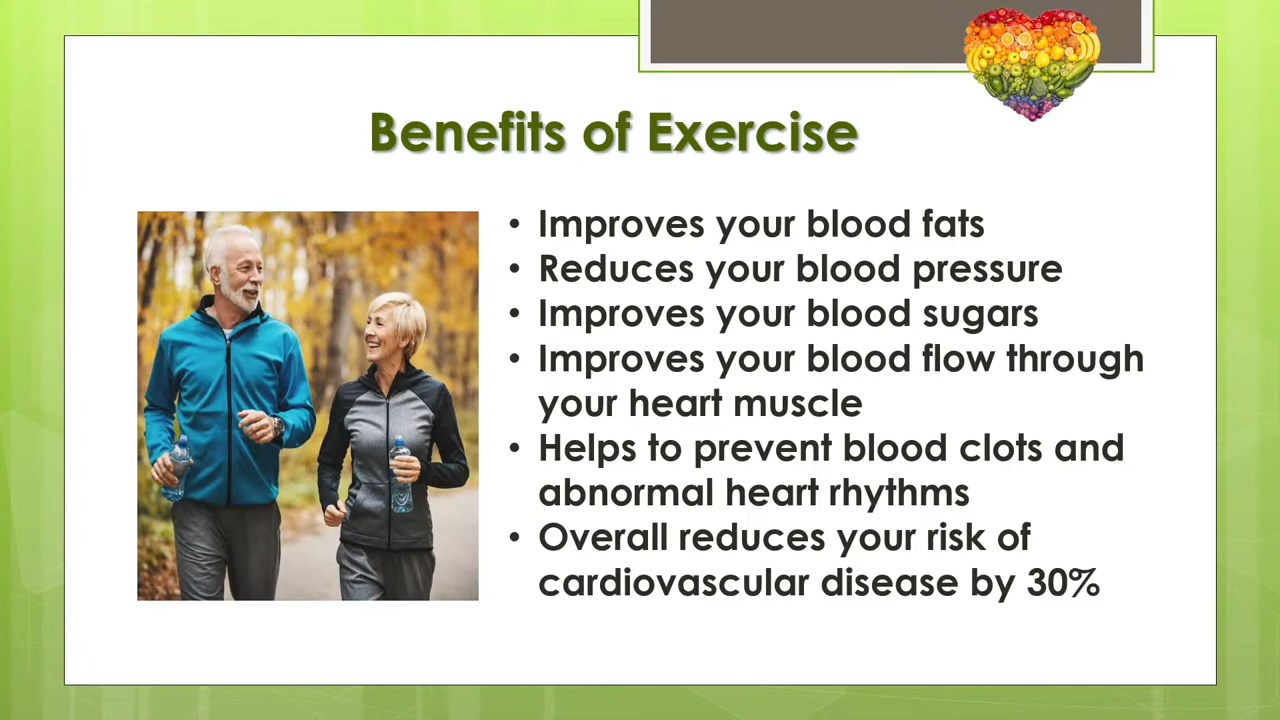 Benefits of Exercise
• Improves your blood fats
• Reduces your blood pressure
• Improves your blood sugars
• Improves your blood flow through
your heart muscle
• Helps to prevent blood clots and
abnormal heart rhythms
• Overall reduces your risk of
cardiovascular disease by 30%